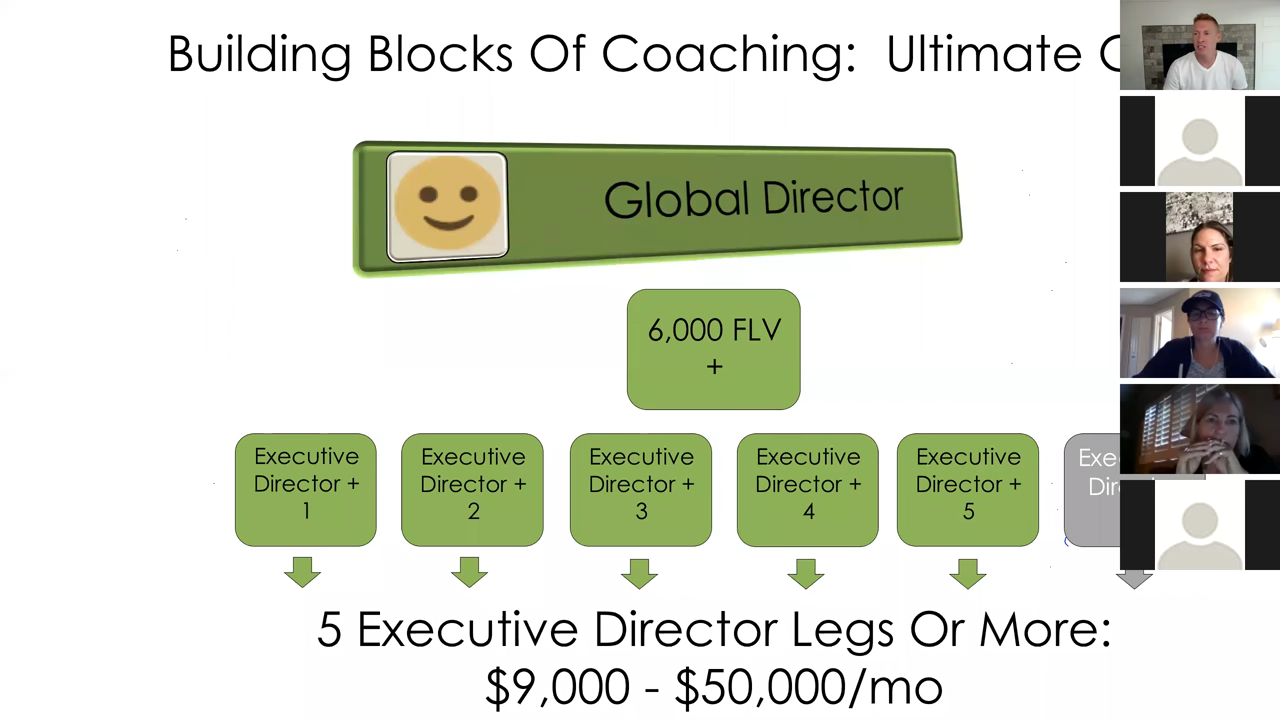 Building Blocks Of Coaching: Ultimate
Global Director
6,000 FLV
+
Executive
Director +
1
Executive
Director +
2
Executive
Director +
3
Executive
Director +
4
Executive
Director +
5
5 Executive Director Legs Or More:
$9,000 - $50,000/mo